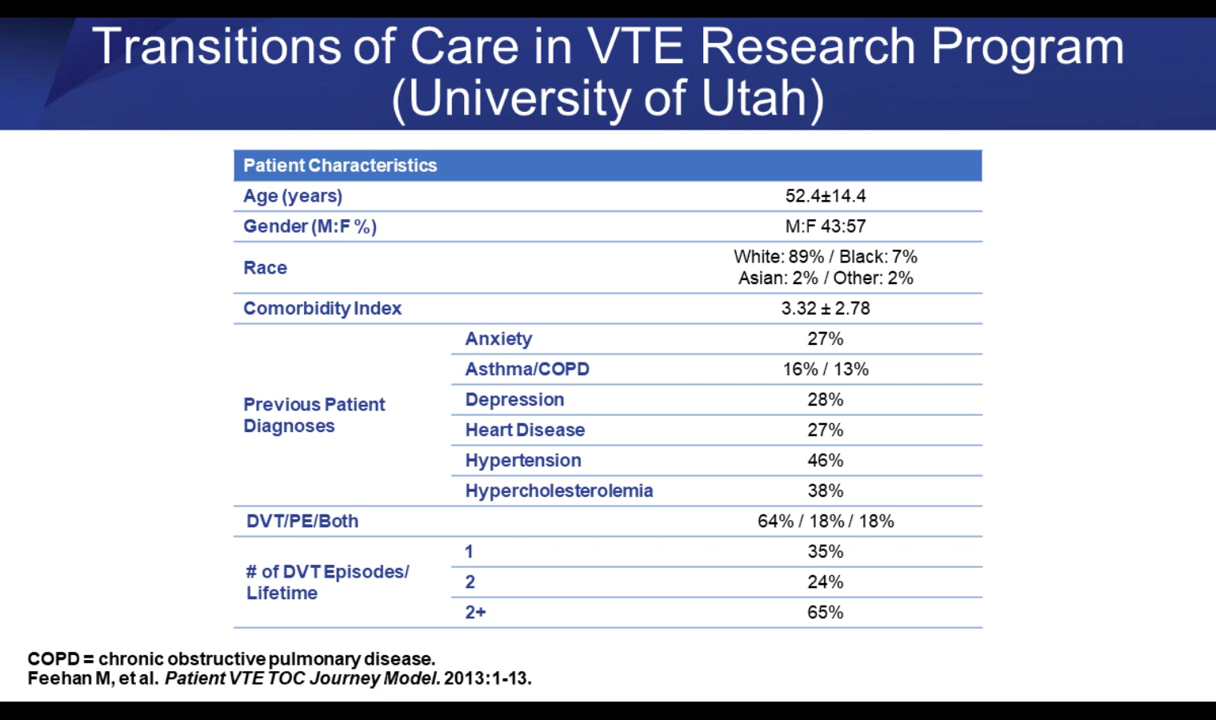 Transitions of Care in VTE Research Program
(University of Utah)
Patient Characteristics
Age (years) 52.4±14.4
Gender (M:F %) M:F 43:57
Race White: 89% / Black: 7%
Asian: 2% / Other: 2%
Comorbidity Index 3.32 ± 2.78
Previous Patient
Diagnoses
Anxiety 27%
Asthma/COPD 16% / 13%
Depression 28%
Heart Disease 27%
Hypertension 46%
Hypercholesterolemia 38%
DVT/PE/Both 64% / 18% / 18%
# of DVT Episodes/
Lifetime
1 35%
2 24%
2+ 65%
COPD = chronic obstructive pulmonary disease.
Feehan M, et al. Patient VTE TOC Journey Model. 2013:1-13.